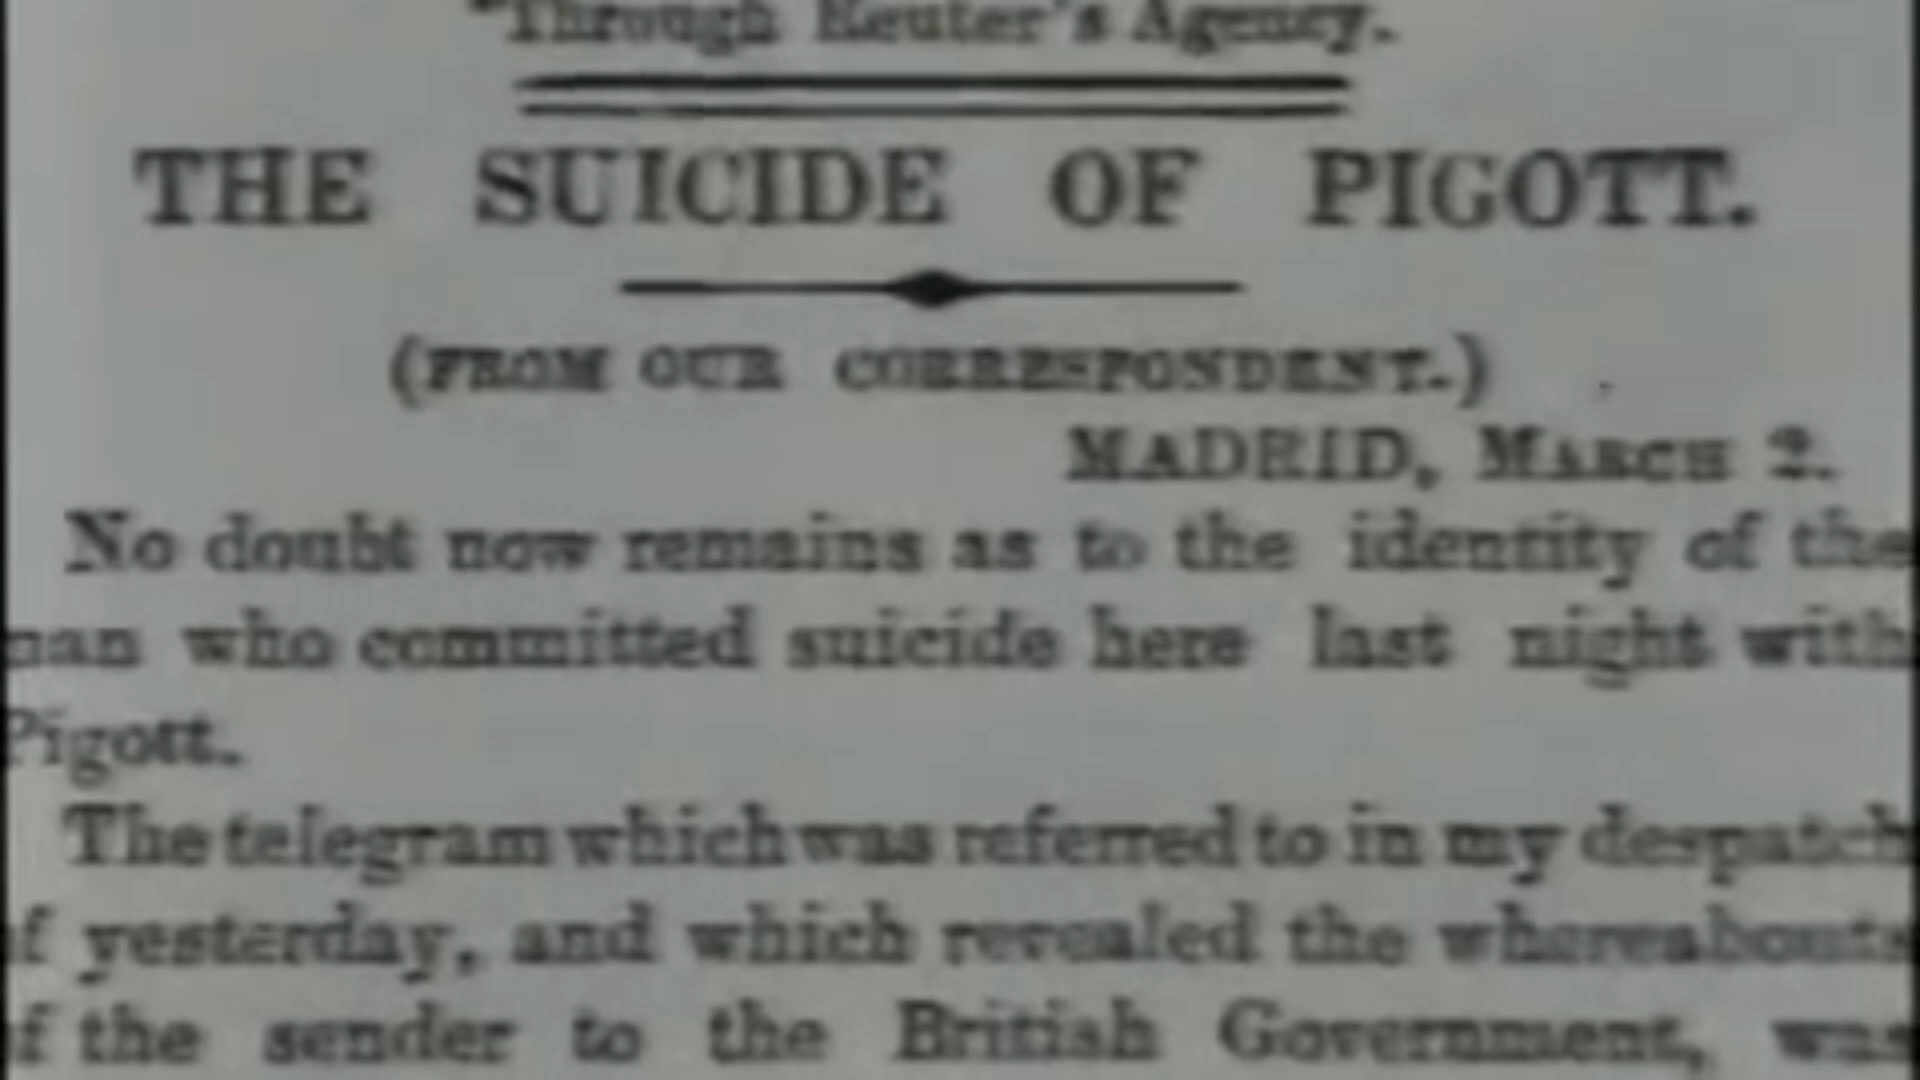 "Through Reuter's Agency.
THE SUICIDE OF PIGOTT.
(FROM OUR CORRESPONDENT.)
MADRID, MARCH 2.
No doubt now remains as to the identity of the
man who committed suicide here last night with
Pigott.
The telegram which was referred to in my despatch
of yesterday, and which revealed the whereabouts
of the sender to the British Government, was